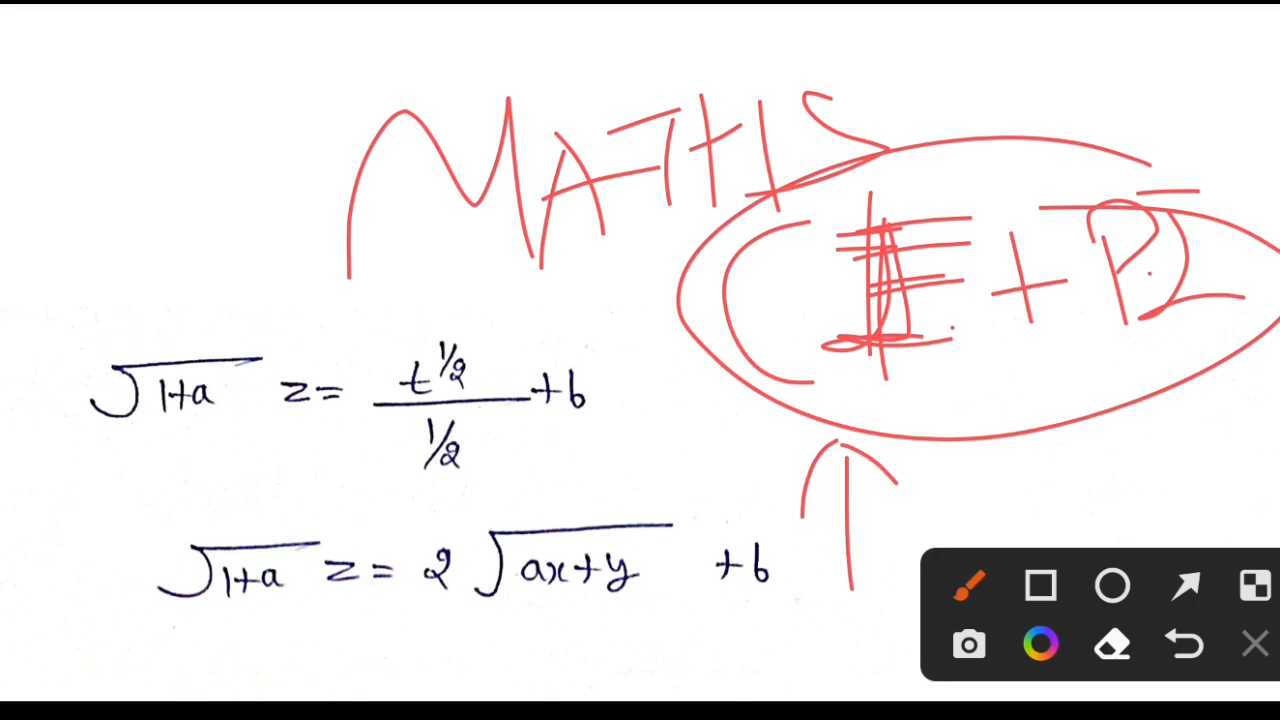 MATHS
√1+a z = t^1/2 / 1/2 + b
√1+a z = 2 √ax+y + b